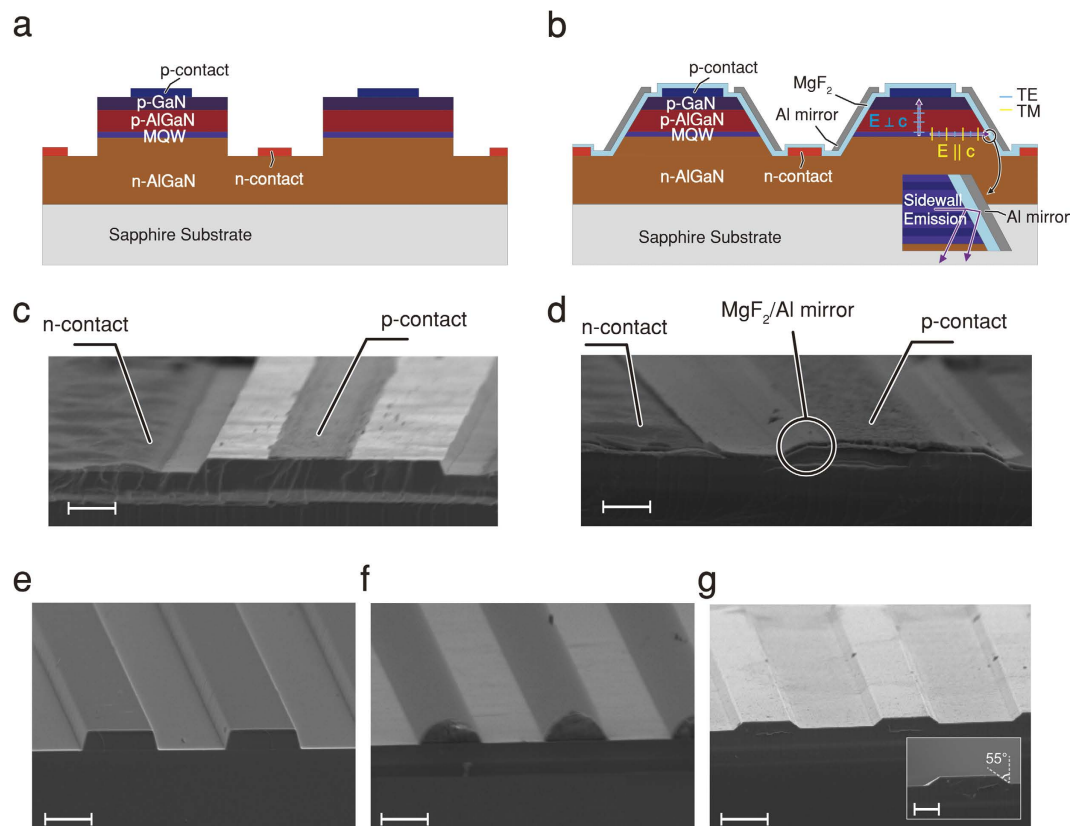 a
p-contact
p-GaN
p-AlGaN
MQW
n-contact
n-AlGaN
Sapphire Substrate
b
p-contact
MgF2
p-GaN
p-AlGaN
MQW
Al mirror
E ⊥ c
E || c
TE
TM
n-contact
n-AlGaN
Sapphire Substrate
Sidewall
Emission
Al mirror
c
n-contact
p-contact
d
n-contact
MgF2/Al mirror
p-contact
e
f
g
55°